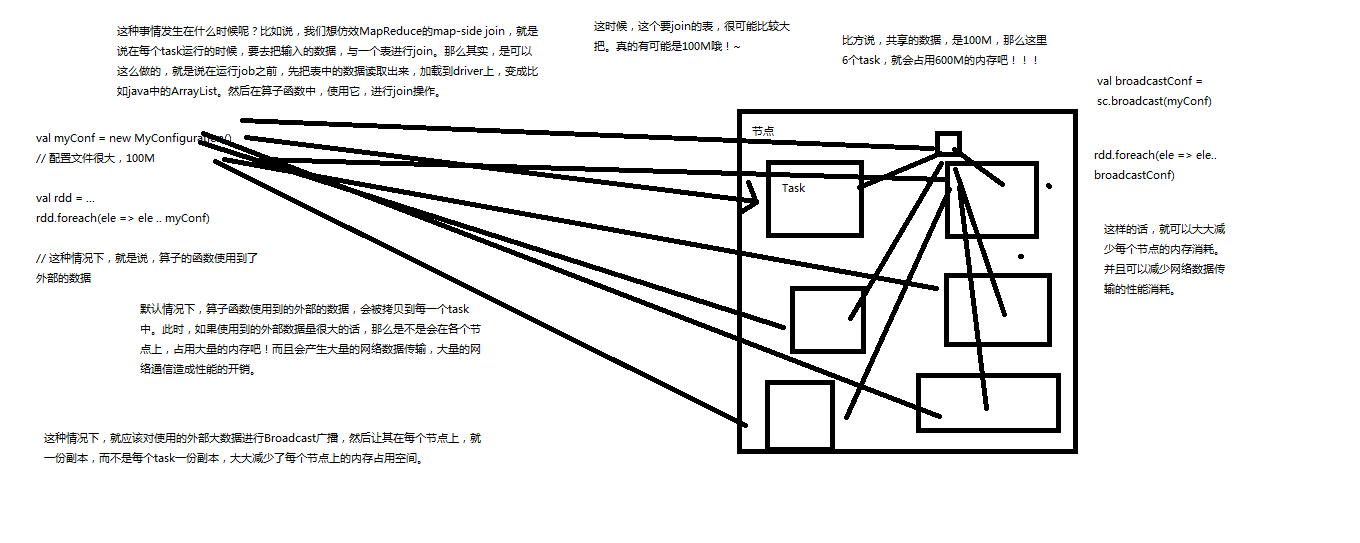 这种事情发生在什么时候呢？比如说，我们想仿效MapReduce的map-side join，就是
说在每个task运行的时候，要去把输入的数据，与一个表进行join。那么其实，是可以
这么做的，就是说在运行job之前，先把表中的数据读取出来，加载到driver上，变成比
如java中的ArrayList。然后在算子函数中，使用它，进行join操作。
这时候，这个要join的表，很可能比较大
把。真的有可能是100M哦！~
比方说，共享的数据，是100M，那么这里
6个task，就会占用600M的内存吧！！！
val broadcastConf =
sc.broadcast(myConf)
rdd.foreach(ele => ele..
broadcastConf)
这样的话，就可以大大减
少每个节点的内存消耗。
并且可以减少网络数据传
输的性能消耗。
val myConf = new MyConfiguration()
// 配置文件很大，100M
val rdd = ...
rdd.foreach(ele => ele .. myConf)
// 这种情况下，就是说，算子的函数使用到了
外部的数据
节点
Task
默认情况下，算子函数使用到的外部的数据，会被拷贝到每一个task
中。此时，如果使用到的外部数据量很大的话，那么是不是会在各个节
点上，占用大量的内存吧！而且会产生大量的网络数据传输，大量的网
络通信造成性能的开销。
这种情况下，就应该对使用的外部大数据进行Broadcast广播，然后让其在每个节点上，就
一份副本，而不是每个task一份副本，大大减少了每个节点上的内存占用空间。